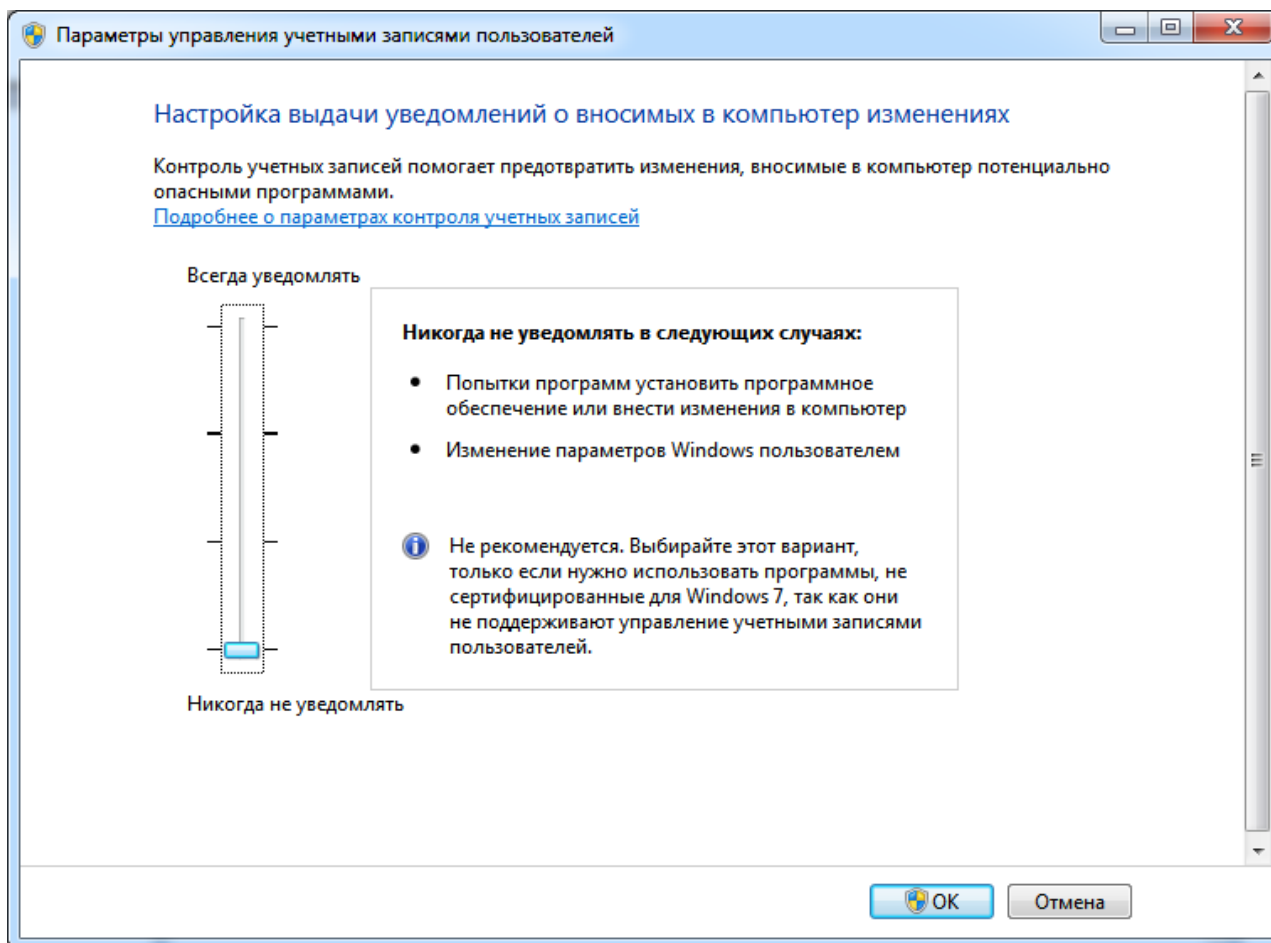 Параметры управления учетными записями пользователей
Настройка выдачи уведомлений о вносимых в компьютер изменениях
Контроль учетных записей помогает предотвратить изменения, вносимые в компьютер потенциально
опасными программами.
Подробнее о параметрах контроля учетных записей
Всегда уведомлять
Никогда не уведомлять в следующих случаях:
Попытки программ установить программное
обеспечение или внести изменения в компьютер
Изменение параметров Windows пользователем
Не рекомендуется. Выбирайте этот вариант,
только если нужно использовать программы, не
сертифицированные для Windows 7, так как они
не поддерживают управление учетными записями
пользователей.
Никогда не уведомлять
OK
Отмена